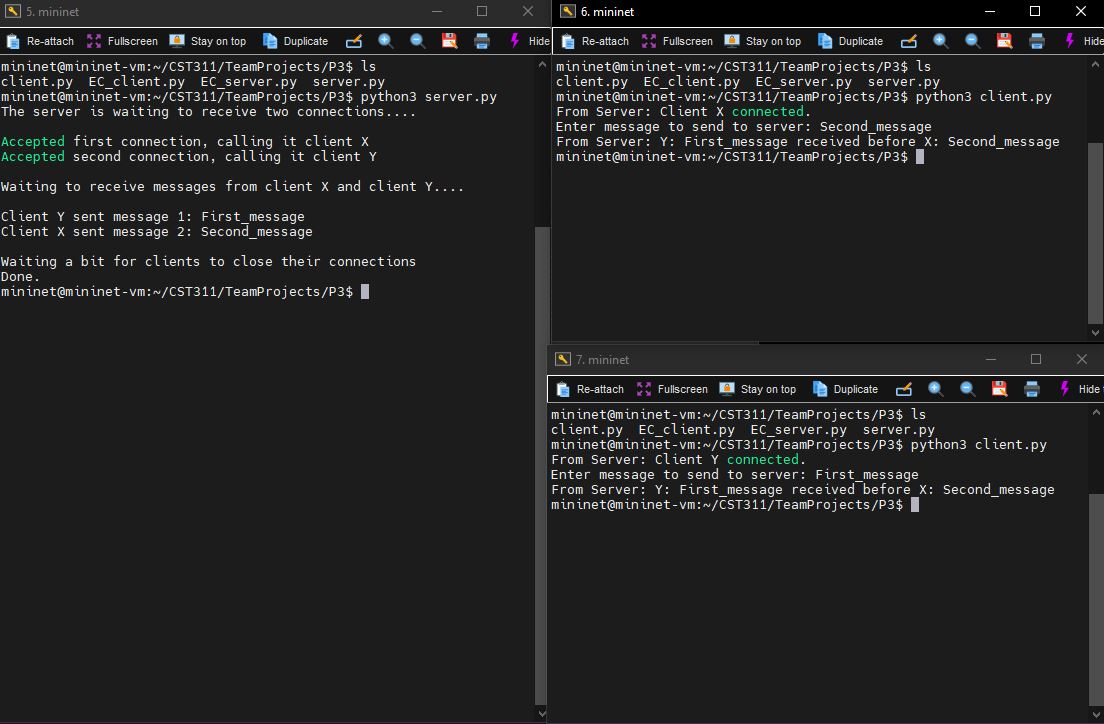 5. mininet
Re-attach Fullscreen Stay on top Duplicate Hide
mininet@mininet-vm:~/CST311/TeamProjects/P3$ ls
client.py  EC_client.py  EC_server.py  server.py
mininet@mininet-vm:~/CST311/TeamProjects/P3$ python3 server.py
The server is waiting to receive two connections....
Accepted first connection, calling it client X
Accepted second connection, calling it client Y
Waiting to receive messages from client X and client Y....
Client Y sent message 1: First_message
Client X sent message 2: Second_message
Waiting a bit for clients to close their connections
Done.
mininet@mininet-vm:~/CST311/TeamProjects/P3$
6. mininet
Re-attach Fullscreen Stay on top Duplicate Hide
mininet@mininet-vm:~/CST311/TeamProjects/P3$ ls
client.py  EC_client.py  EC_server.py  server.py
mininet@mininet-vm:~/CST311/TeamProjects/P3$ python3 client.py
From Server: Client X connected.
Enter message to send to server: Second_message
From Server: Y: First_message received before X: Second_message
mininet@mininet-vm:~/CST311/TeamProjects/P3$
7. mininet
Re-attach Fullscreen Stay on top Duplicate Hide
mininet@mininet-vm:~/CST311/TeamProjects/P3$ ls
client.py  EC_client.py  EC_server.py  server.py
mininet@mininet-vm:~/CST311/TeamProjects/P3$ python3 client.py
From Server: Client Y connected.
Enter message to send to server: First_message
From Server: Y: First_message received before X: Second_message
mininet@mininet-vm:~/CST311/TeamProjects/P3$